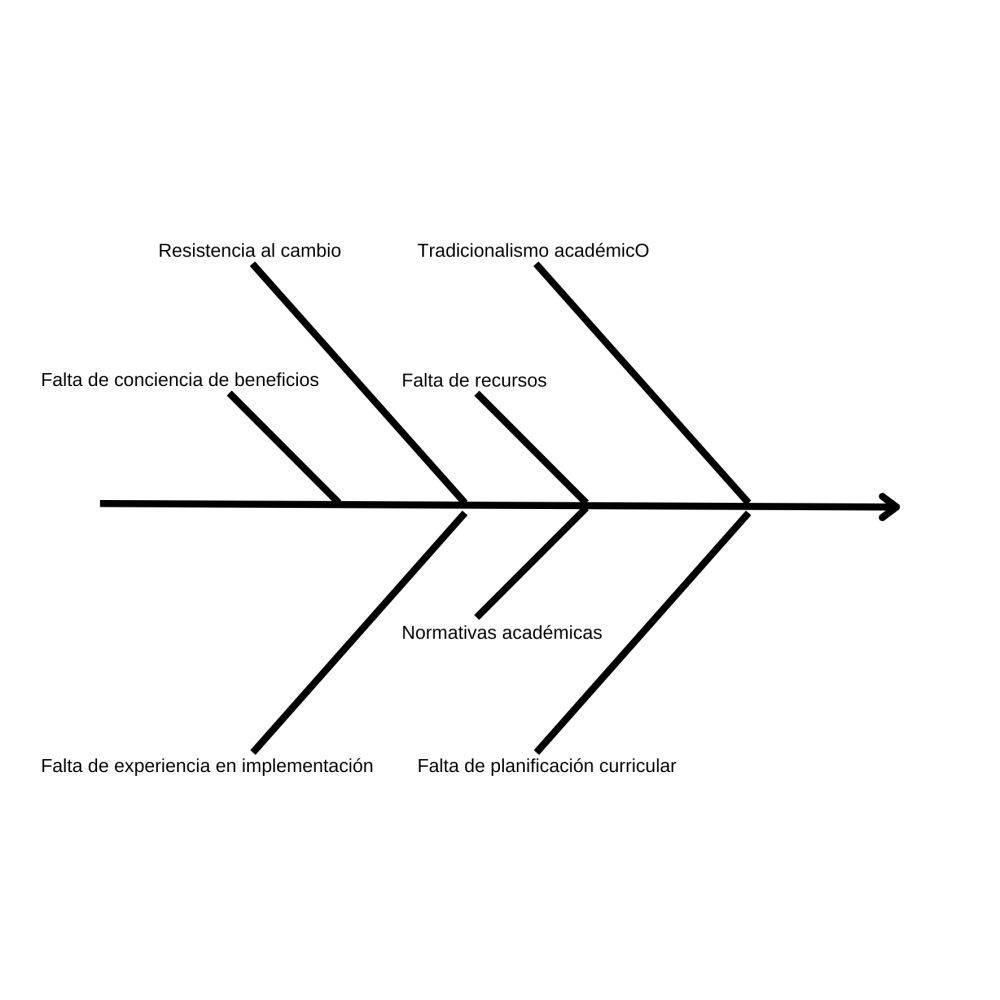 Resistencia al cambio
Tradicionalismo académicO
Falta de conciencia de beneficios
Falta de recursos
Normativas académicas
Falta de experiencia en implementación
Falta de planificación curricular